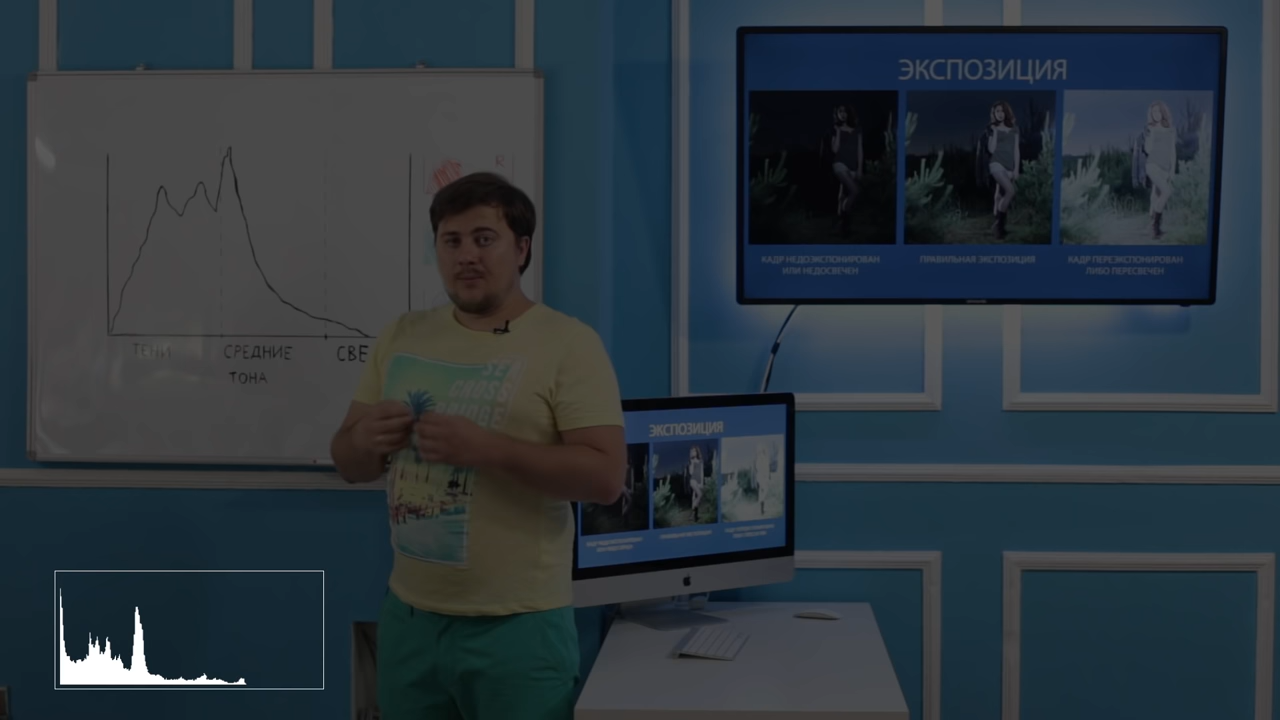 ЭКСПОЗИЦИЯ
КАДР НЕДОЭКСПОНИРОВАН
ИЛИ НЕДОСВЕЧЕН
ПРАВИЛЬНАЯ ЭКСПОЗИЦИЯ
КАДР ПЕРЕЭКСПОНИРОВАН
ЛИБО ПЕРЕСВЕЧЕН
R
ТЕНИ
СРЕДНИЕ
ТОНА
СВЕ
ЭКСПОЗИЦИЯ